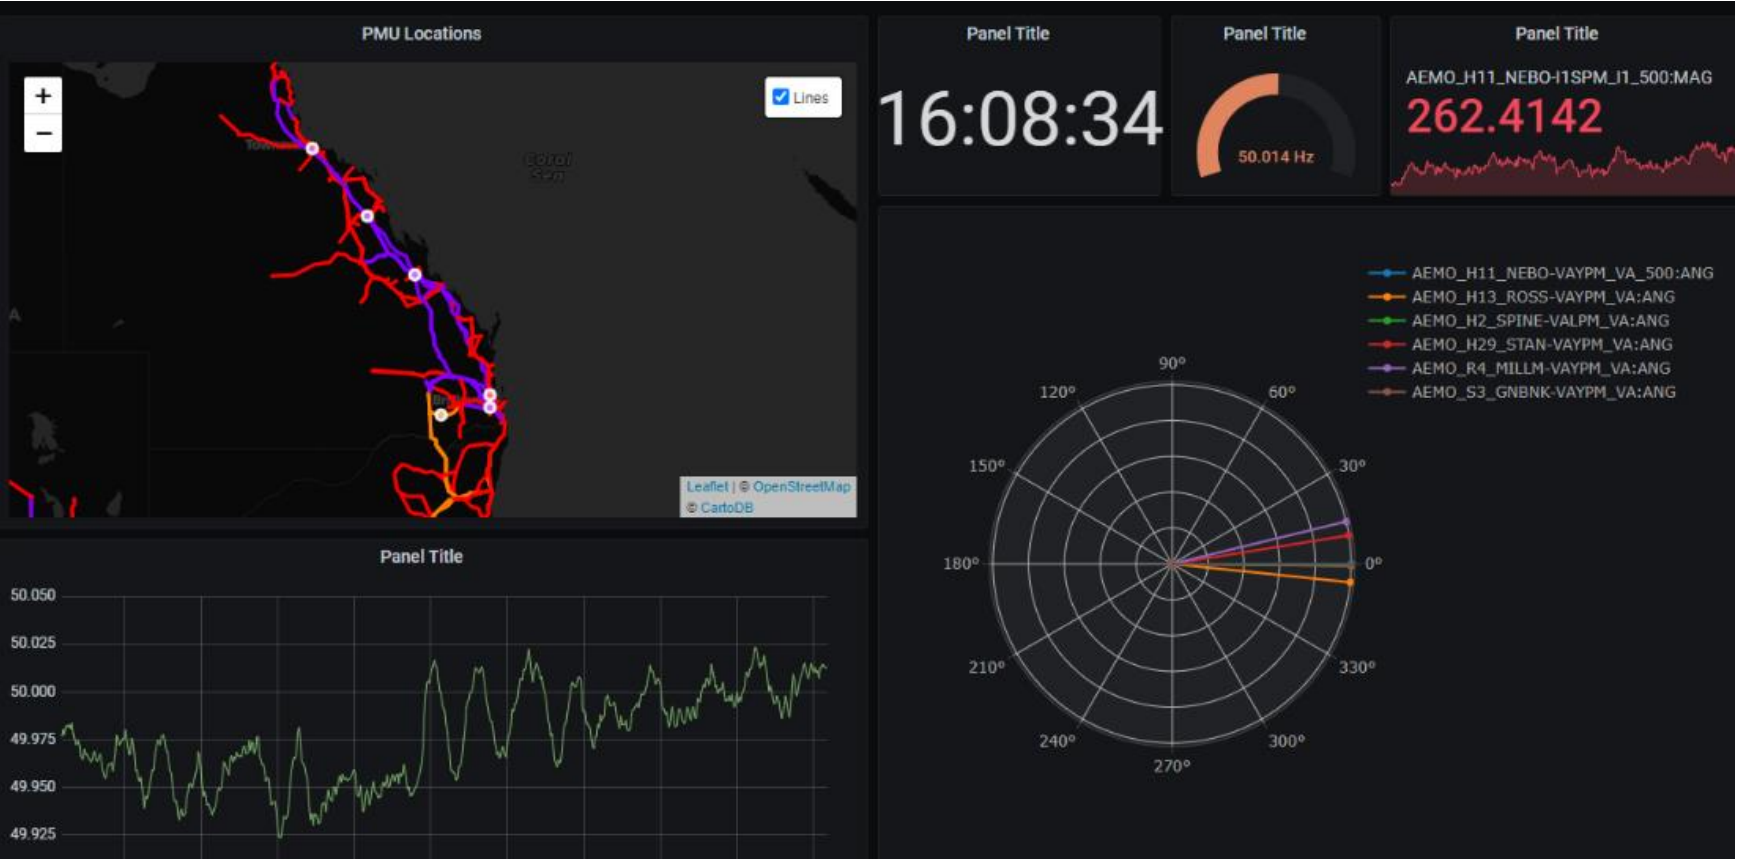 PMU Locations
+
−
Lines
Coral
Sea
A
Leaflet | © OpenStreetMap
© CartoDB
Panel Title
16:08:34
Panel Title
50.014 Hz
Panel Title
AEMO_H11_NEBO-I1SPM_I1_500:MAG
262.4142
AEMO_H11_NEBO-VAYPM_VA_500:ANG
AEMO_H13_ROSS-VAYPM_VA:ANG
AEMO_H2_SPINE-VALPM_VA:ANG
AEMO_H29_STAN-VAYPM_VA:ANG
AEMO_R4_MILLM-VAYPM_VA:ANG
AEMO_S3_GNBNK-VAYPM_VA:ANG
90°
120°
60°
150°
30°
180°
0°
210°
330°
240°
300°
270°
Panel Title
50.050
50.025
50.000
49.975
49.950
49.925